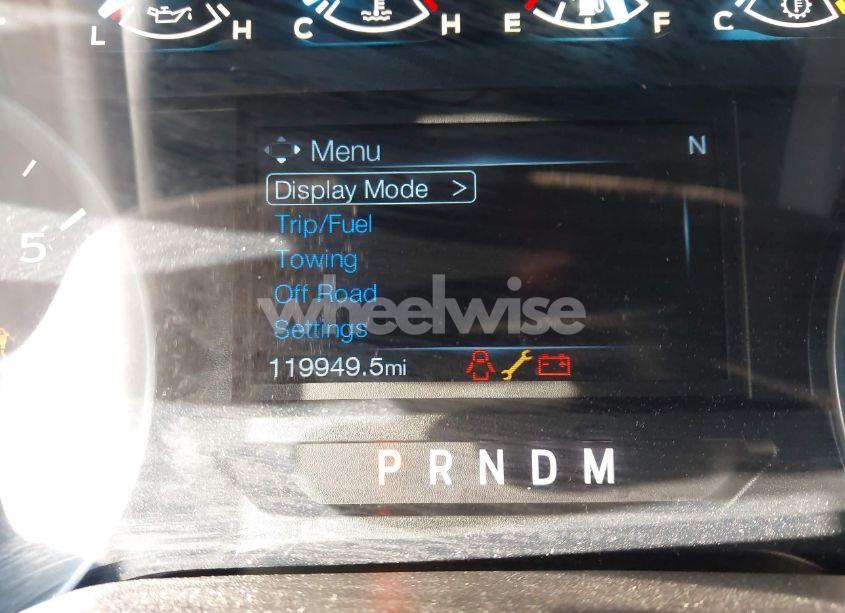 L H C H E F C
Menu N
Display Mode >
Trip/Fuel
Towing
Off Road
Settings
wheelwise
119949.5mi
5
P R N D M